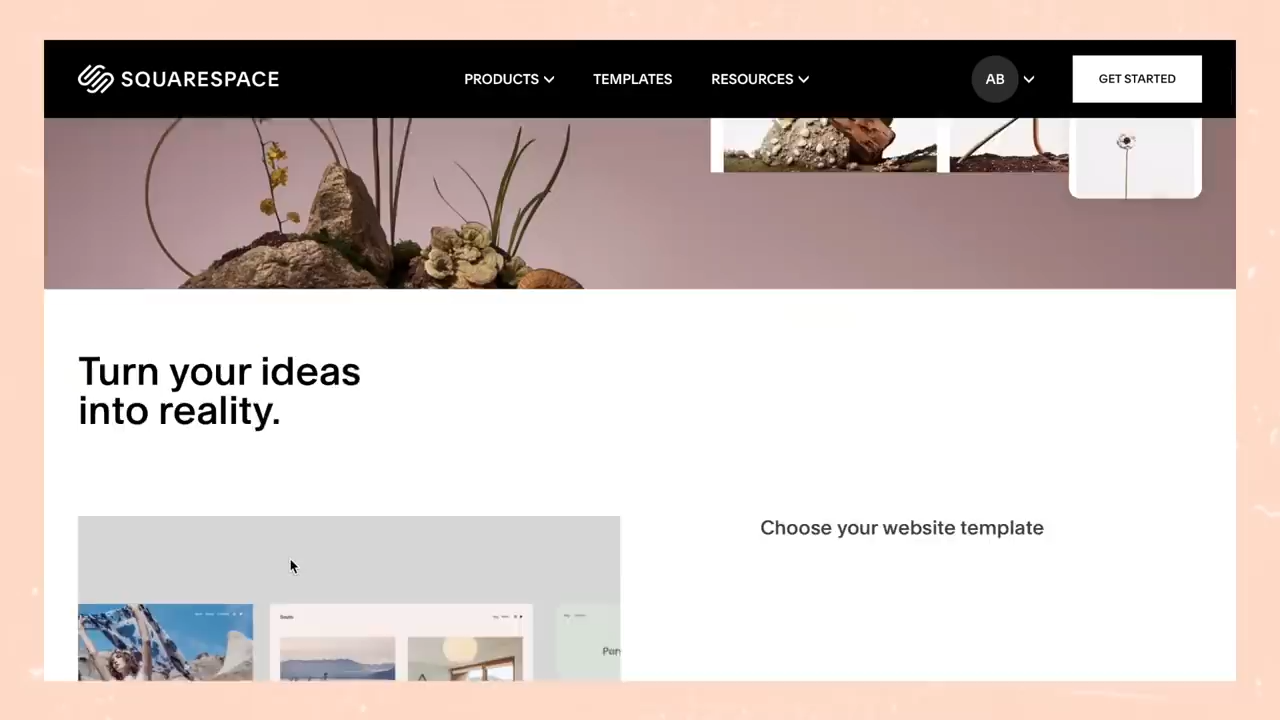 SQUARESPACE
PRODUCTS
TEMPLATES
RESOURCES
AB
GET STARTED
Turn your ideas
into reality.
Choose your website template